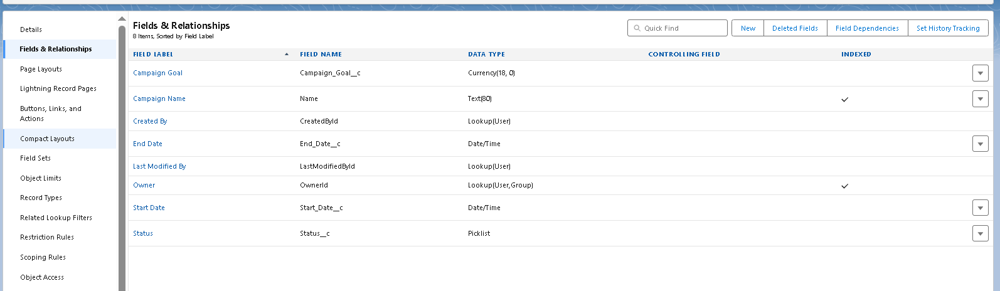 Details
Fields & Relationships
Page Layouts
Lightning Record Pages
Buttons, Links, and
Actions
Compact Layouts
Field Sets
Object Limits
Record Types
Related Lookup Filters
Restriction Rules
Scoping Rules
Object Access
Fields & Relationships
8 Items, Sorted by Field Label
Quick Find
New
Deleted Fields
Field Dependencies
Set History Tracking
FIELD LABEL FIELD NAME DATA TYPE CONTROLLING FIELD INDEXED
Campaign Goal Campaign_Goal__c Currency(18, 0)
Campaign Name Name Text(80)
Created By CreatedById Lookup(User)
End Date End_Date__c Date/Time
Last Modified By LastModifiedById Lookup(User)
Owner OwnerId Lookup(User,Group)
Start Date Start_Date__c Date/Time
Status Status__c Picklist